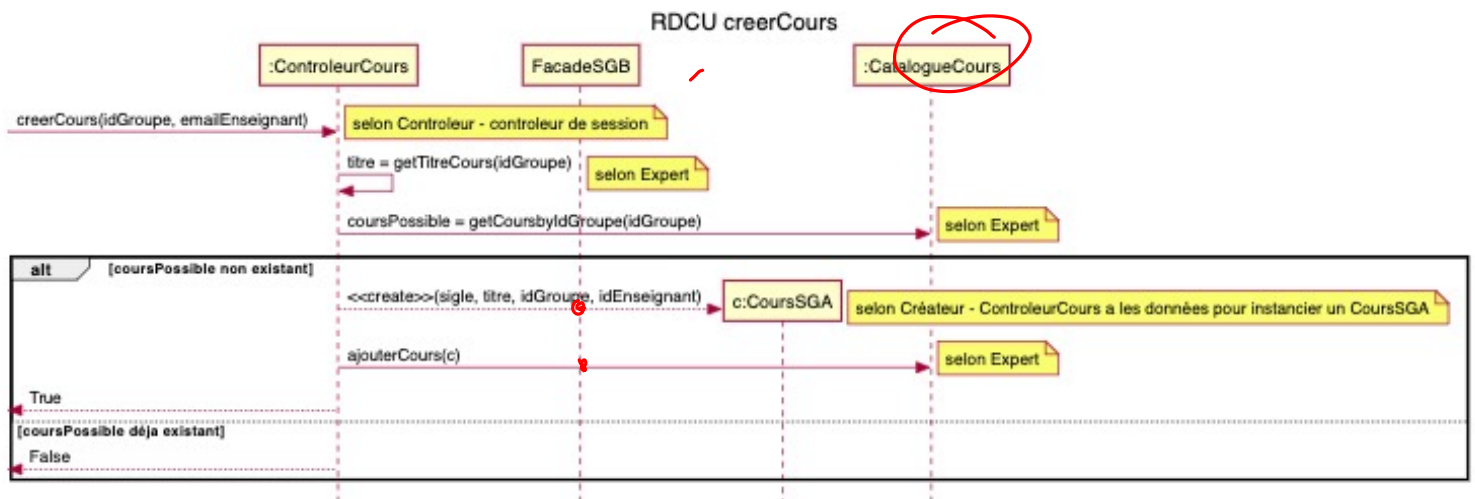 RDCU creerCours
:ControleurCours
FacadeSGB
:CatalogueCours
creerCours(idGroupe, emailEnseignant)
selon Controleur - controleur de session
titre = getTitreCours(idGroupe)
selon Expert
coursPossible = getCoursbyIdGroupe(idGroupe)
selon Expert
alt
[coursPossible non existant]
<<create>>(sigle, titre, idGroupe, idEnseignant)
c:CoursSGA
selon Créateur - ControleurCours a les données pour instancier un CoursSGA
ajouterCours(c)
selon Expert
True
[coursPossible déja existant]
False